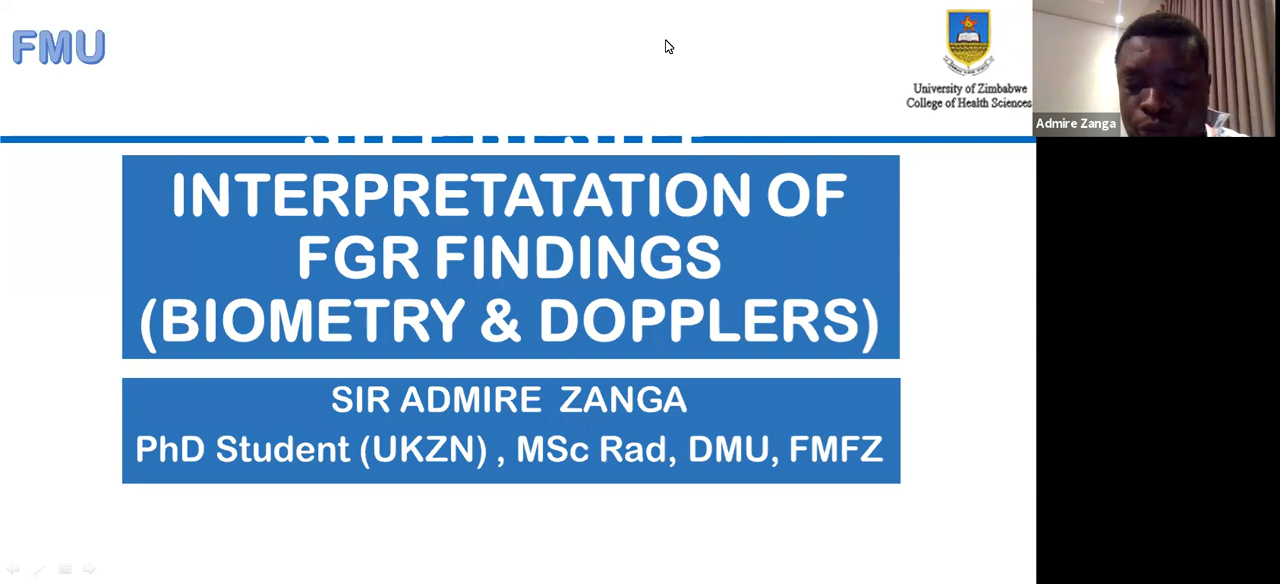 FMU
University of Zimbabwe
College of Health Sciences
Admire Zanga
INTERPRETATATION OF
FGR FINDINGS
(BIOMETRY & DOPPLERS)
SIR ADMIRE ZANGA
PhD Student (UKZN) , MSc Rad, DMU, FMFZ